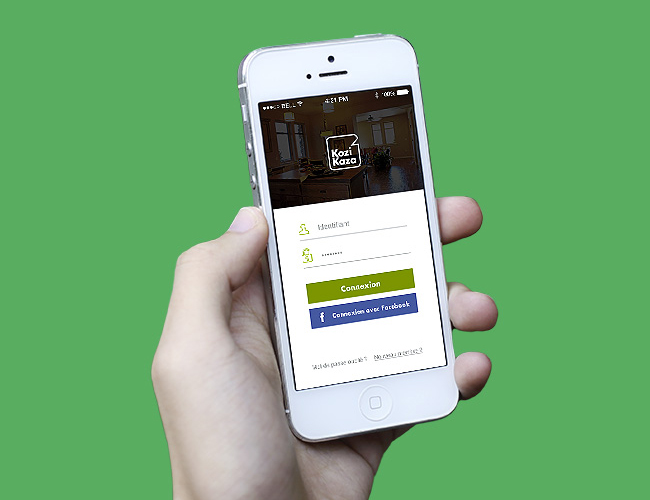 BELL 4:21 PM 100%
Kozi
Kaza
Identifiant
Connexion
f Connexion avec Facebook
Mot de passe oublié ? Nouveau membre ?